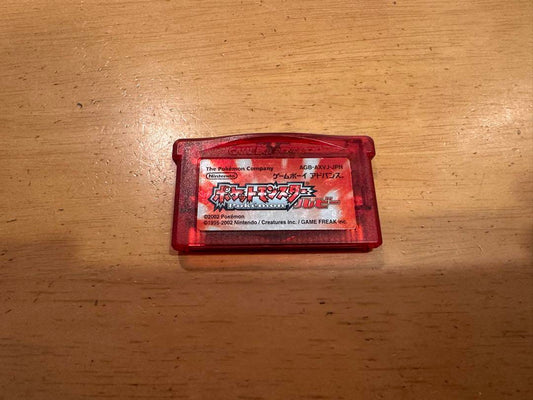 The Pokémon Company AGB-AXVJ-JPN
Nintendo ゲームボーイ アドバンス™
ポケットモンスター
ルビー
©2002 Pokémon
©1995-2002 Nintendo / Creatures inc. / GAME FREAK inc.